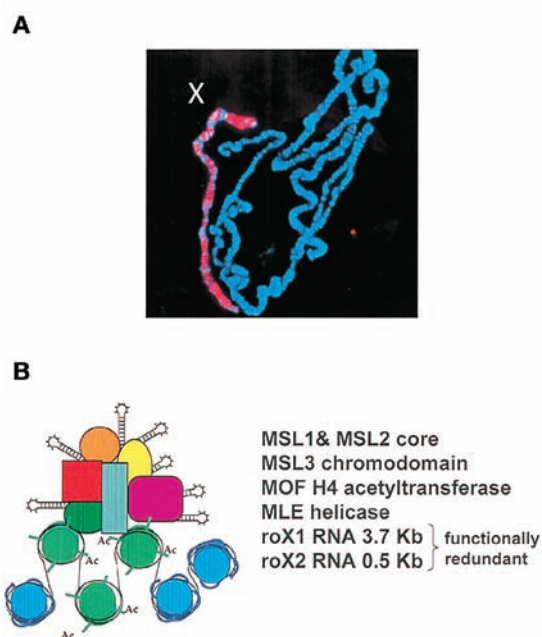 A
X
B
MSL1& MSL2 core
MSL3 chromodomain
MOF H4 acetyltransferase
MLE helicase
roX1 RNA 3.7 Kb
roX2 RNA 0.5 Kb
functionally
redundant
Ac
Ac
Ac
Ac
Ac